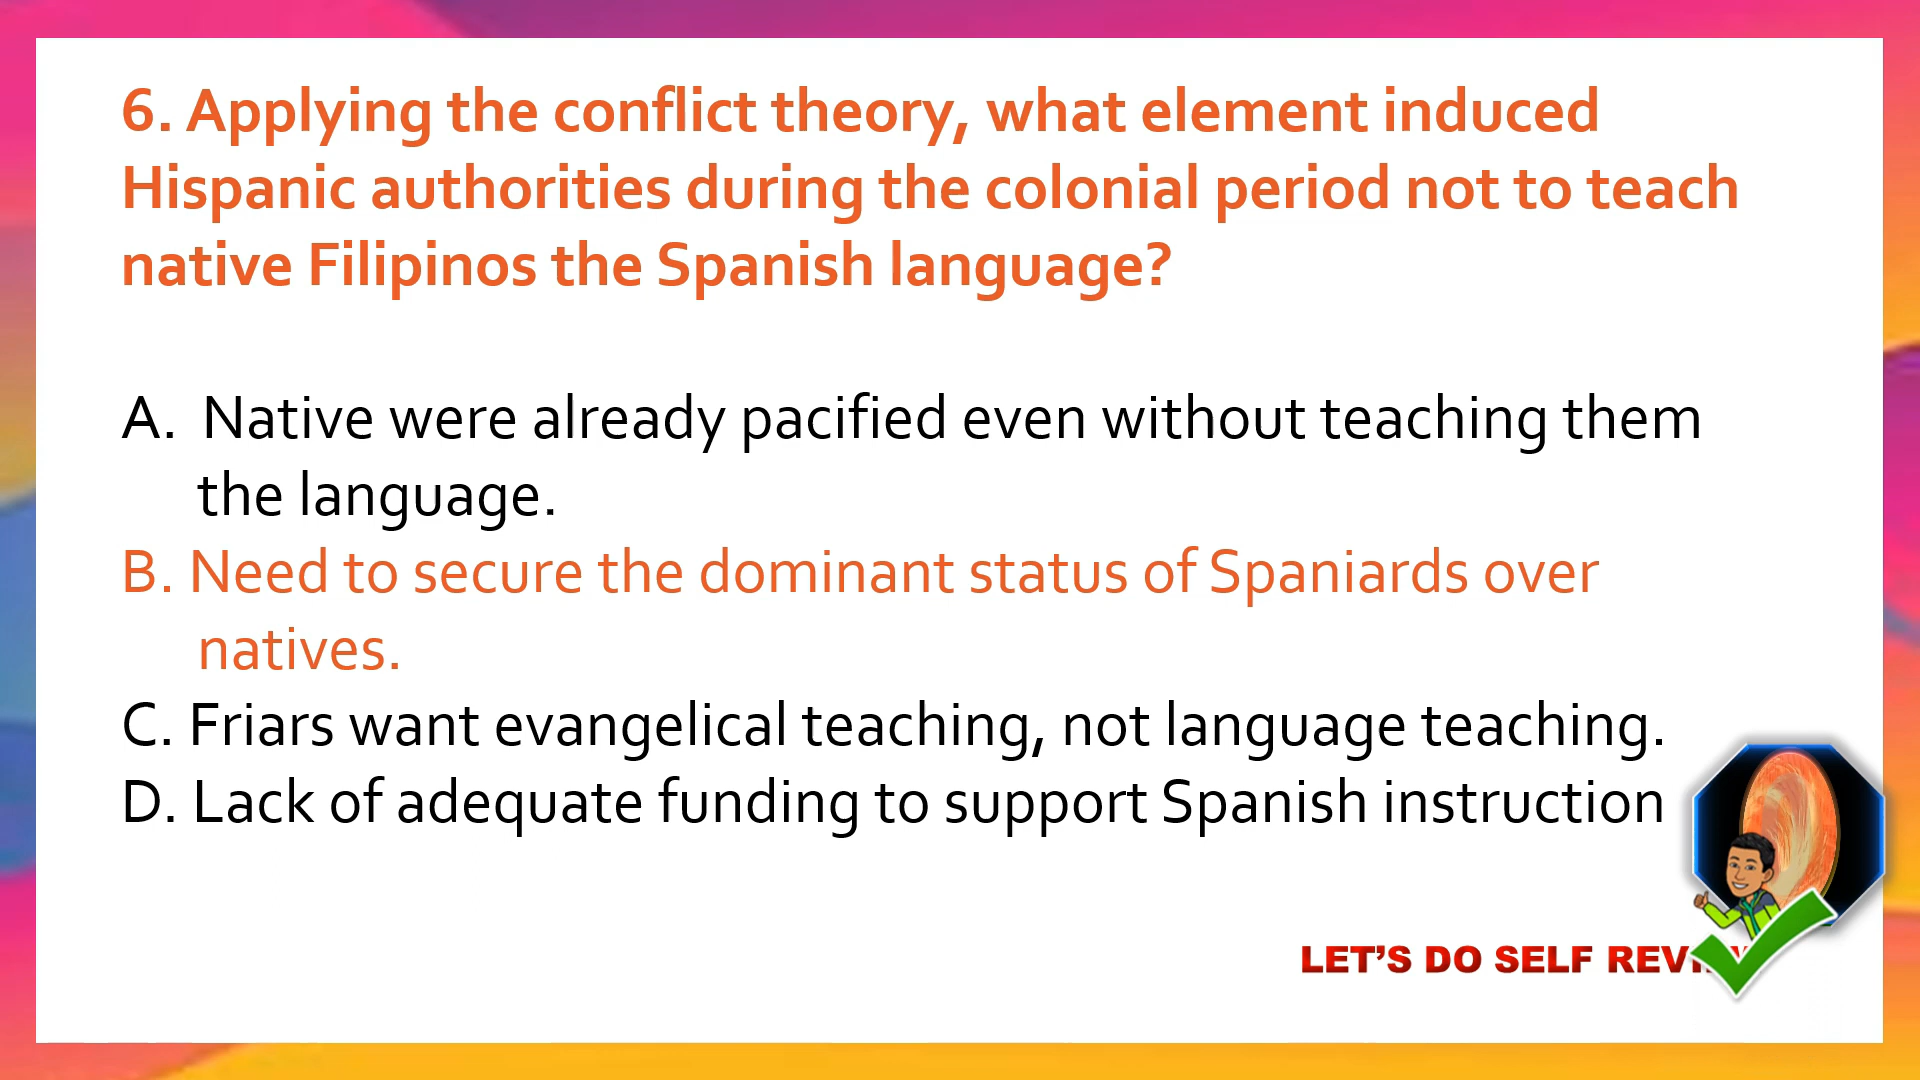 6. Applying the conflict theory, what element induced
Hispanic authorities during the colonial period not to teach
native Filipinos the Spanish language?
A. Native were already pacified even without teaching them
the language.
B. Need to secure the dominant status of Spaniards over
natives.
C. Friars want evangelical teaching, not language teaching.
D. Lack of adequate funding to support Spanish instruction
LET'S DO SELF